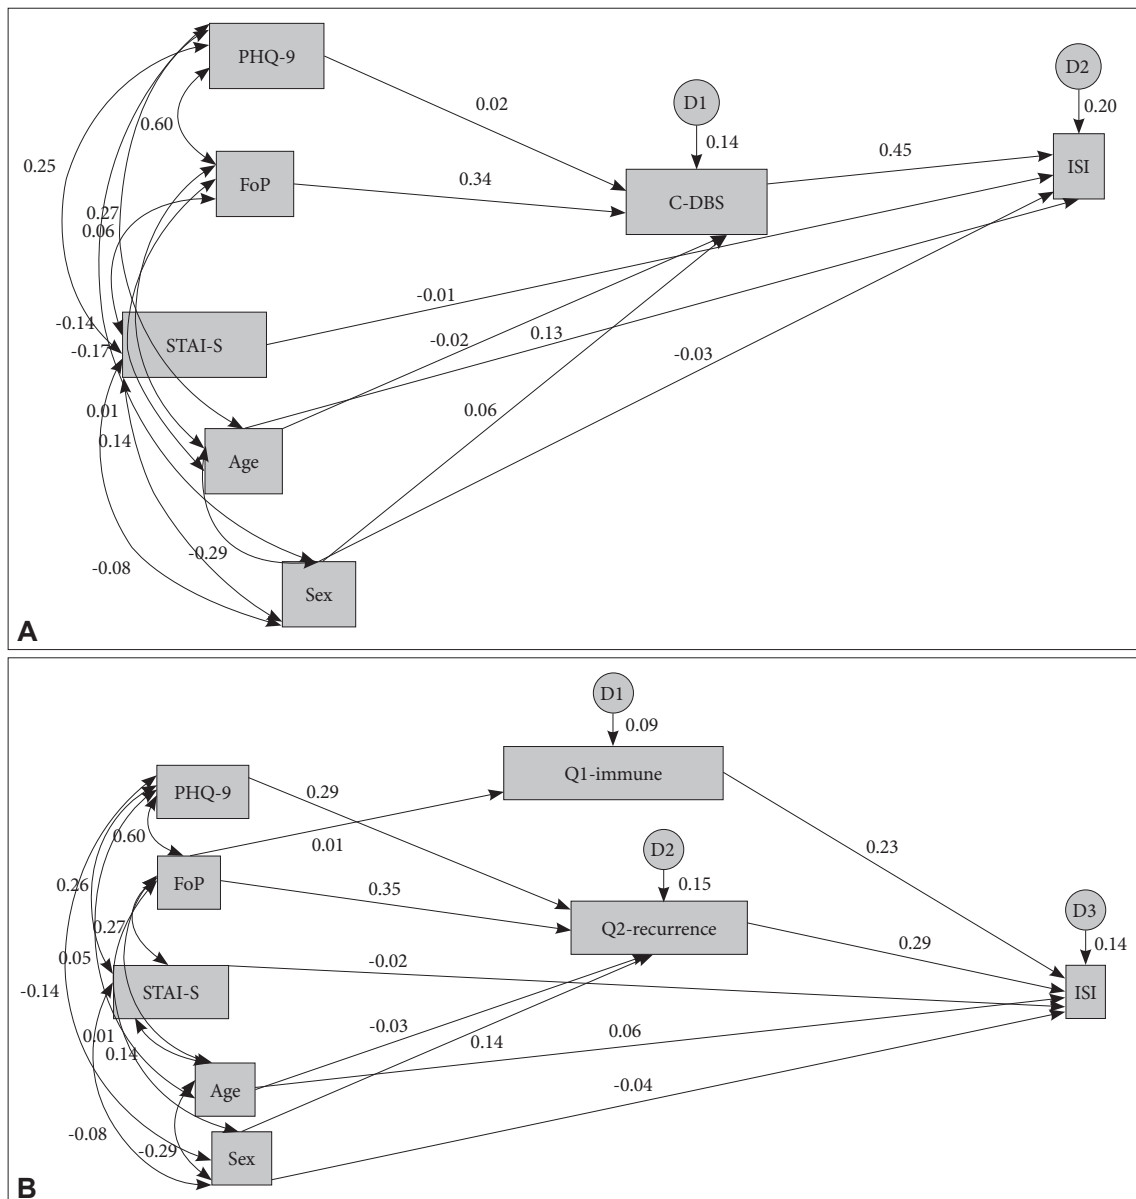 PHQ-9
D2
0.02
D1
0.20
0.60
0.14
0.45
0.25
ISI
FoP
0.34
C-DBS
0.27
0.06
-0.01
-0.14
-0.02
0.13
STAI-S
-0.17
-0.03
0.01
0.06
0.14
Age
-0.29
-0.08
Sex
A
D1
0.09
Q1-immune
PHQ-9
0.29
0.60
0.01
0.23
D2
FoP
0.26
0.35
0.15
D3
0.27
Q2-recurrence
0.29
0.14
0.05
-0.02
-0.14
STAI-S
ISI
0.01
-0.03
0.06
0.14
0.14
Age
-0.04
-0.08
-0.29
Sex
B